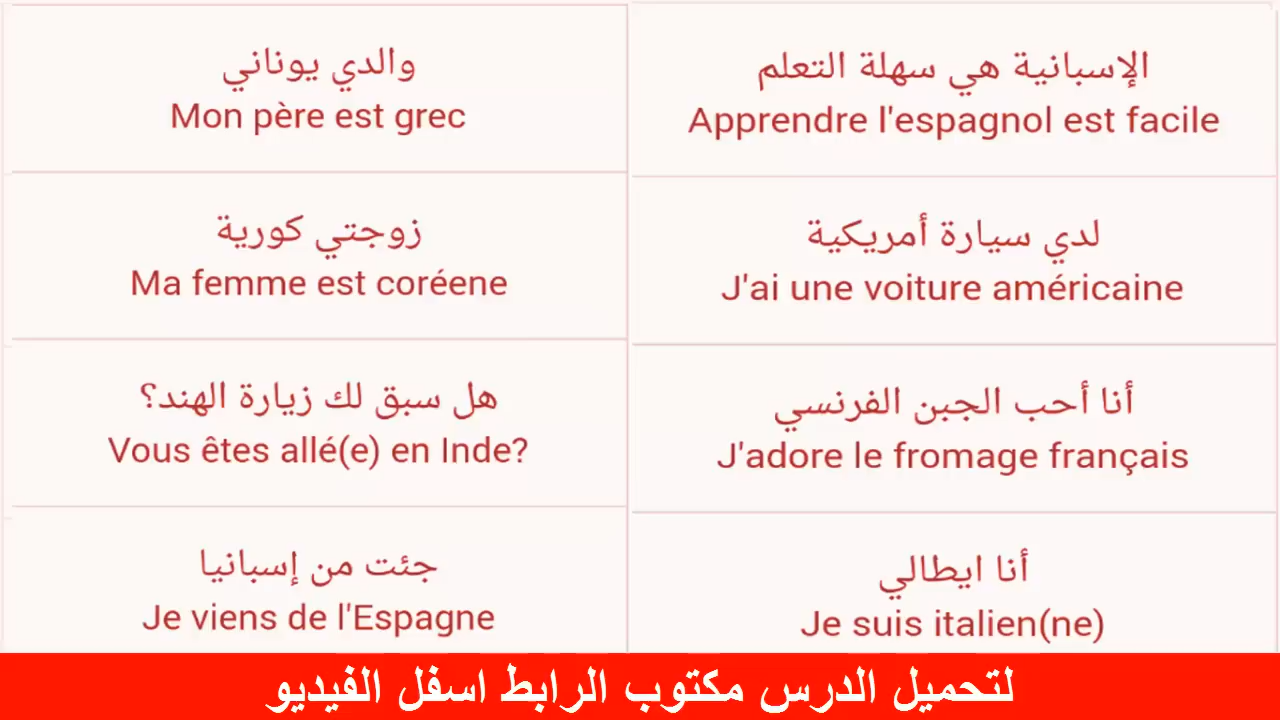 والدي يوناني
Mon père est grec
الإسبانية هي سهلة التعلم
Apprendre l'espagnol est facile
زوجتي كورية
Ma femme est coréene
لدي سيارة أمريكية
J'ai une voiture américaine
هل سبق لك زيارة الهند؟
Vous êtes allé(e) en Inde?
أنا أحب الجبن الفرنسي
J'adore le fromage français
جئت من إسبانيا
Je viens de l'Espagne
أنا ايطالي
Je suis italien(ne)
لتحميل الدرس مكتوب الرابط اسفل الفيديو